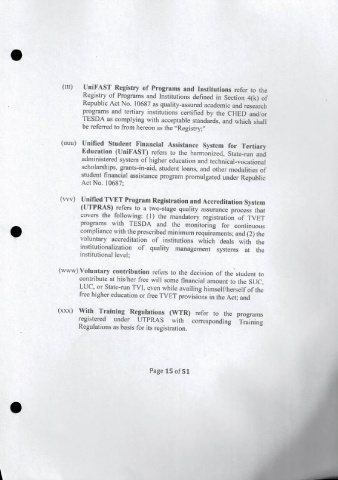 (ttt) UniFAST Registry of Programs and Institutions refer to the
Registry of Programs and Institutions defined in Section 4(k) of
Republic Act No. 10687 as quality-assured academic and research
programs and tertiary institutions certified by the CHED and/or
TESDA as complying with acceptable standards, and which shall
be referred to from hereon as the "Registry;"
(uuu) Unified Student Financial Assistance System for Tertiary
Education (UniFAST) refers to the harmonized, State-run and
administered system of higher education and technical-vocational
scholarships, grants-in-aid, student loans, and other modalities of
student financial assistance program promulgated under Republic
Act No. 10687;
(vvv) Unified TVET Program Registration and Accreditation System
(UTPRAS) refers to a two-stage quality assurance process that
covers the following: (1) the mandatory registration of TVET
programs with TESDA and the monitoring for continuous
compliance with the prescribed minimum requirements; and (2) the
voluntary accreditation of institutions which deals with the
institutionalization of quality management systems at the
institutional level;
(www) Voluntary contribution refers to the decision of the student to
contribute at his/her free will some financial amount to the SUC,
LUC, or State-run TVI, even while availing himself/herself of the
free higher education or free TVET provisions in the Act; and
(xxx) With Training Regulations (WTR) refer to the programs
registered under UTPRAS with corresponding Training
Regulations as basis for its registration.
Page 15 of 51